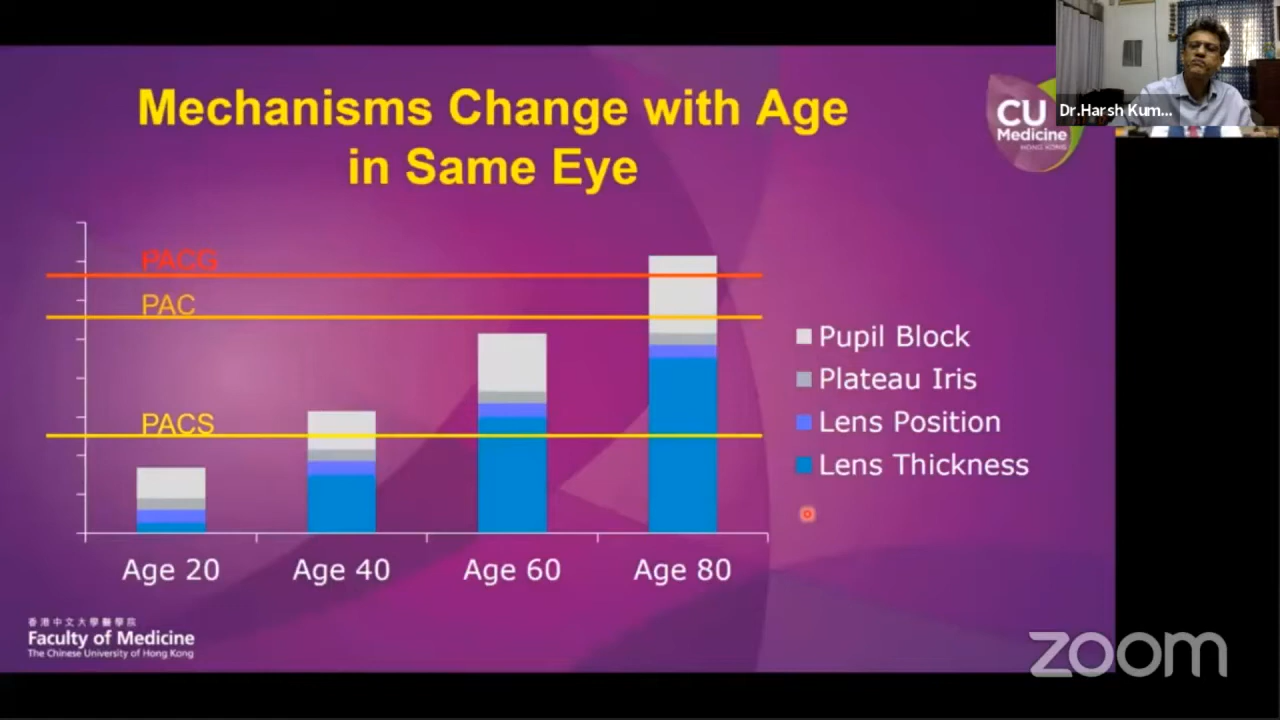 Mechanisms Change with Age
in Same Eye
CU
Medicine
HONG KONG
Dr.Harsh Kum...
PACG
PAC
PACS
Pupil Block
Plateau Iris
Lens Position
Lens Thickness
Age 20 Age 40 Age 60 Age 80
香港中文大學醫學院
Faculty of Medicine
The Chinese University of Hong Kong
zoom